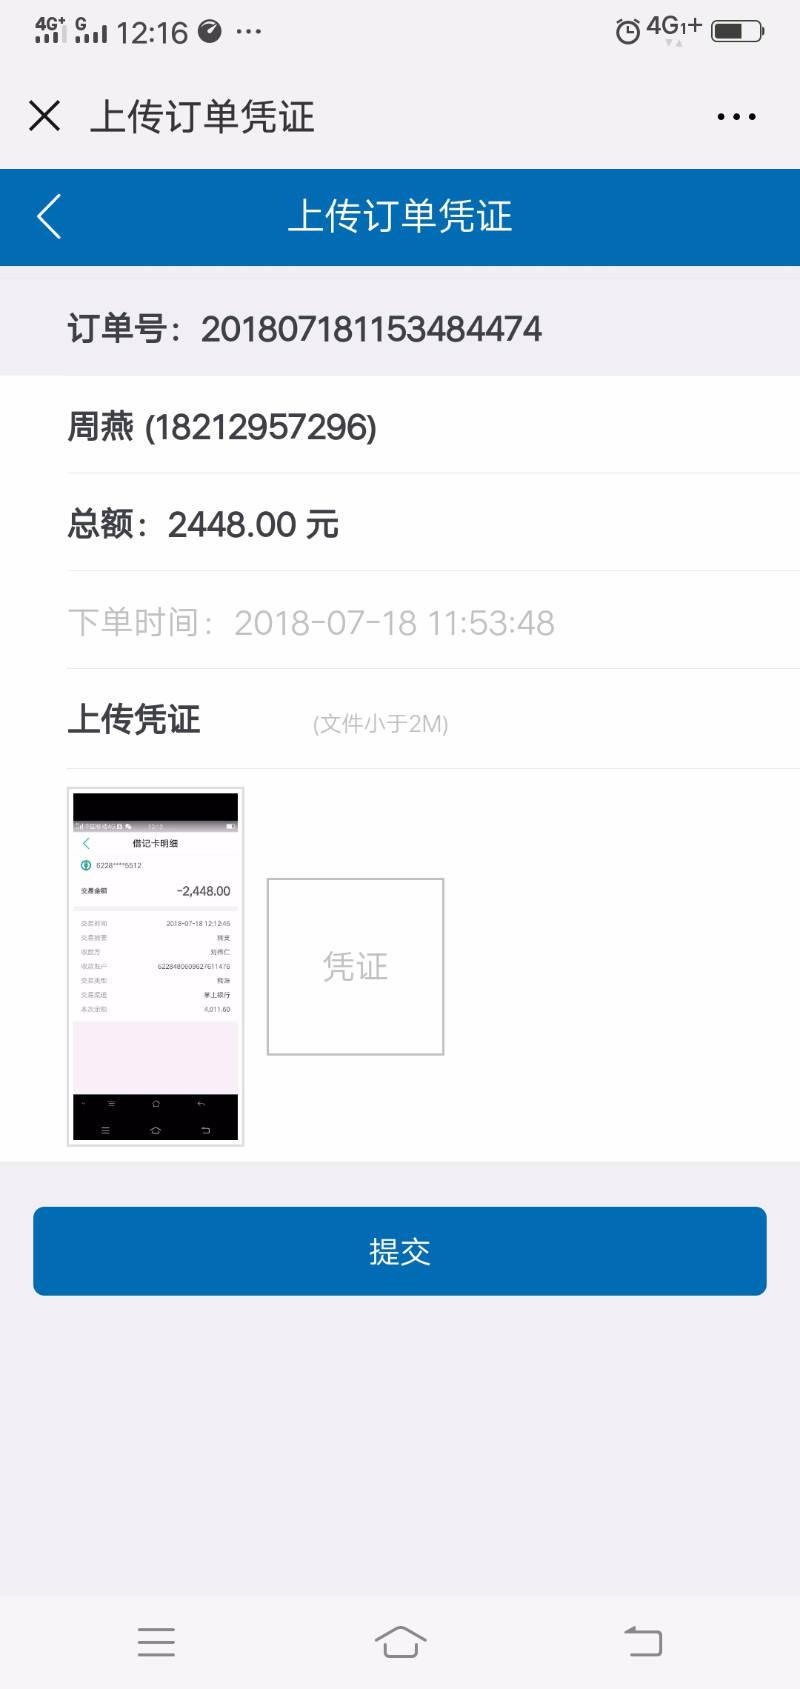 4G+ G 12:16 ... 4G1+
上传订单凭证
上传订单凭证
订单号：201807181153484474
周燕 (18212957296)
总额：2448.00 元
下单时间：2018-07-18 11:53:48
上传凭证 (文件小于2M)
借记卡明细
6228****5512
交易金额 -2,448.00
交易时间 2018-07-18 12:12:45
交易摘要 转支
收款方
收款账户 6228480609627611476
交易类型 转账
交易渠道 掌上银行
本次余额 4,011.60
凭证
提交